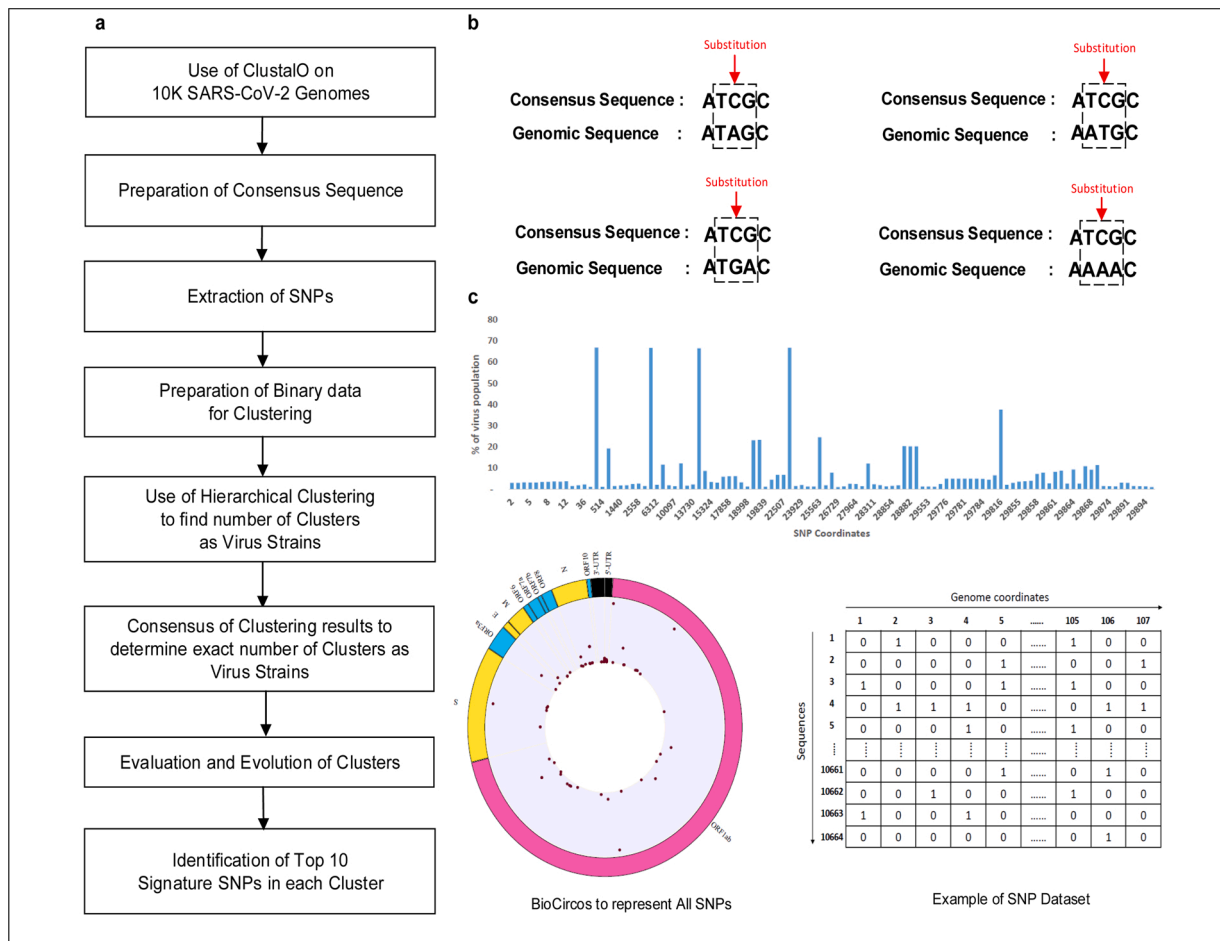 a
Use of ClustalO on
10K SARS-CoV-2 Genomes
Preparation of Consensus Sequence
Extraction of SNPs
Preparation of Binary data
for Clustering
Use of Hierarchical Clustering
to find number of Clusters
as Virus Strains
Consensus of Clustering results to
determine exact number of Clusters as
Virus Strains
Evaluation and Evolution of Clusters
Identification of Top 10
Signature SNPs in each Cluster
b
Substitution
Consensus Sequence : ATCGC
Genomic Sequence : ATAGC
Substitution
Consensus Sequence : ATCGC
Genomic Sequence : AATGC
Substitution
Consensus Sequence : ATCGC
Genomic Sequence : ATGAC
Substitution
Consensus Sequence : ATCGC
Genomic Sequence : AAAAC
c
% of virus population
80
70
60
50
40
30
20
10
-
2 5 8 12 36 514 1440 2558 6312 10097 13730 15324 17858 18998 19839 22507 23929 25563 26729 27964 28311 28854 28882 29553 29776 29781 29784 29816 29855 29858 29861 29864 29868 29874 29891 29894
SNP Coordinates
S
ORF3a
E
M
ORF6
ORF7a
ORF7b
ORF8
N
ORF10
3'-UTR
5'-UTR
ORF1ab
BioCircos to represent All SNPs
Genome coordinates
Sequences
1 2 3 4 5 ...... 105 106 107
1 0 1 0 0 0 ...... 1 0 0
2 0 0 0 0 1 ...... 0 0 1
3 1 0 0 0 1 ...... 1 0 0
4 0 1 1 1 0 ...... 0 1 1
5 0 0 0 1 0 ...... 1 0 0
10661 0 0 0 0 1 ...... 0 1 0
10662 0 0 1 0 0 ...... 1 0 0
10663 1 0 0 1 0 ...... 0 0 0
10664 0 0 0 0 0 ...... 0 1 0
Example of SNP Dataset